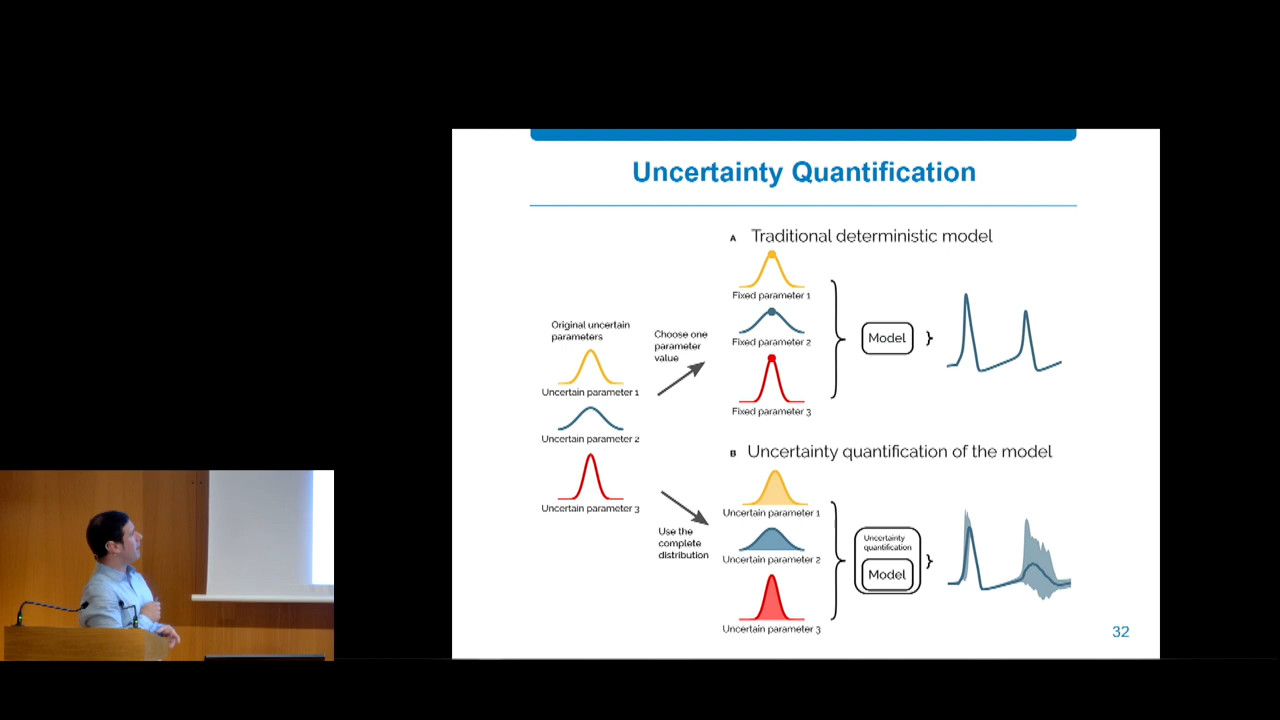 Uncertainty Quantification
A Traditional deterministic model
Fixed parameter 1
Fixed parameter 2
Fixed parameter 3
Model
Original uncertain
parameters
Uncertain parameter 1
Uncertain parameter 2
Uncertain parameter 3
Choose one
parameter
value
Use the
complete
distribution
B Uncertainty quantification of the model
Uncertain parameter 1
Uncertain parameter 2
Uncertain parameter 3
Uncertainty
quantification
Model
32